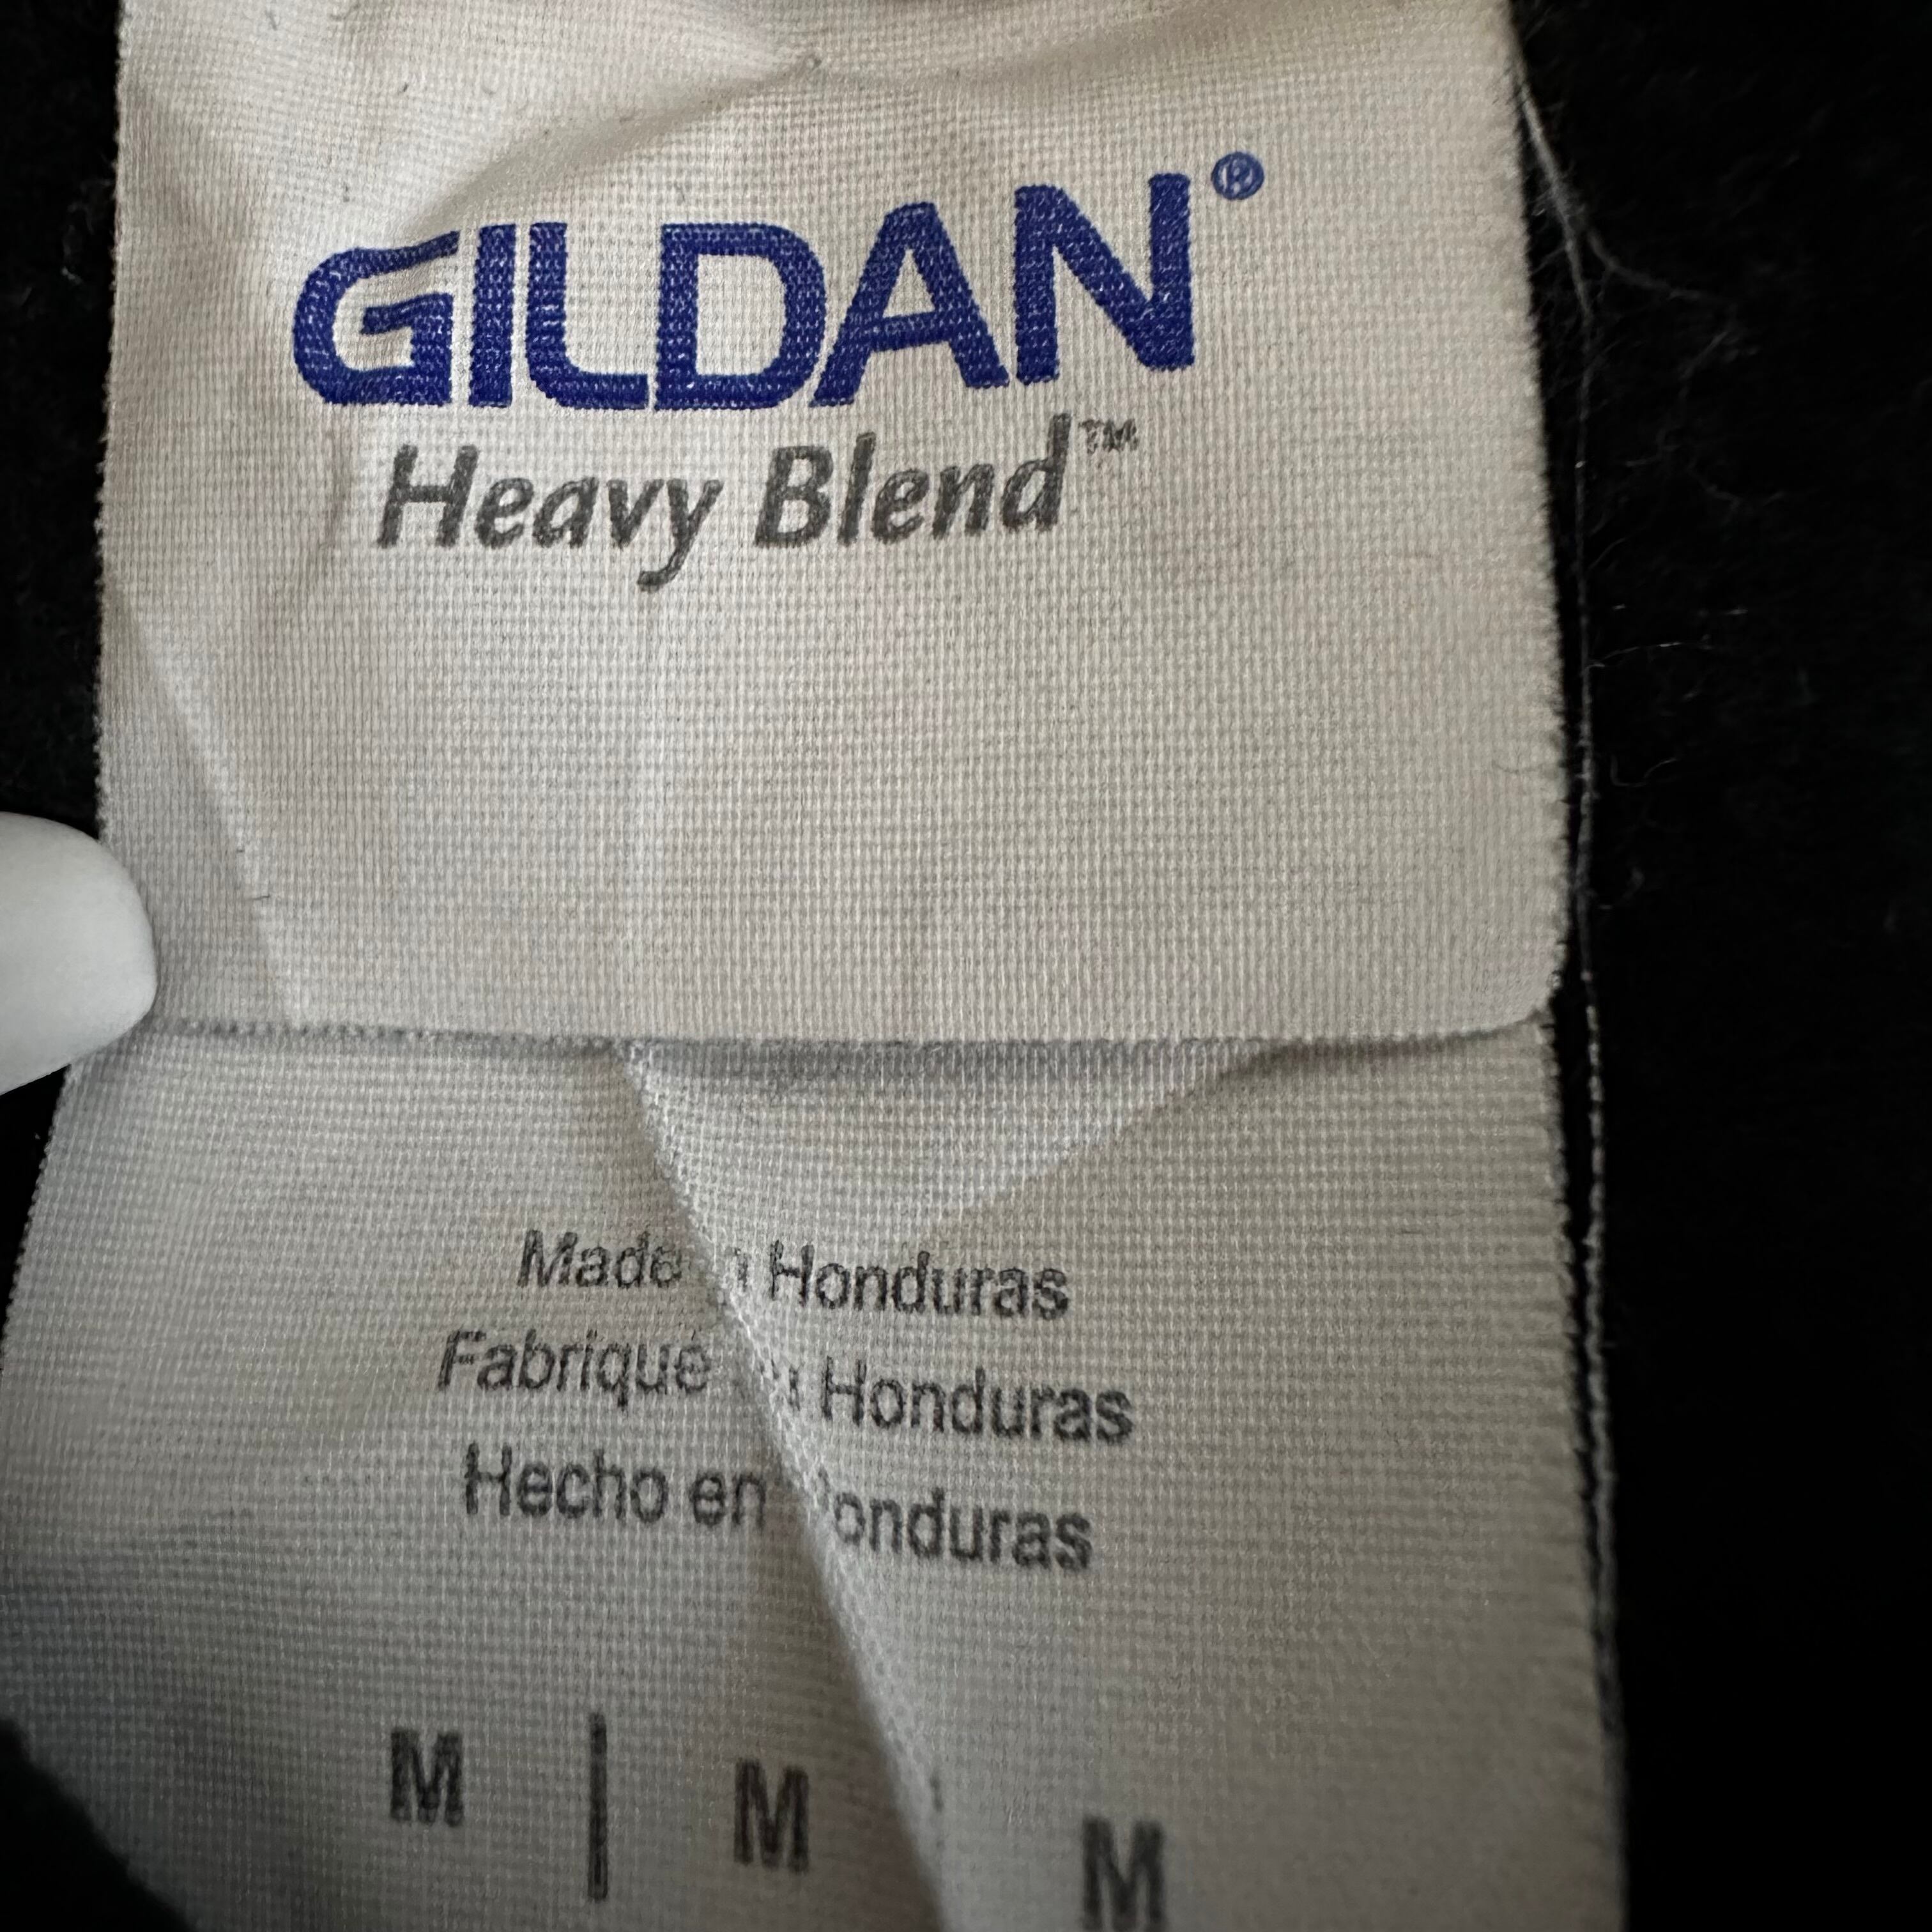 GILDAN®
Heavy Blend™
Made Honduras
Fabriqué Honduras
Hecho en onduras
M | M M